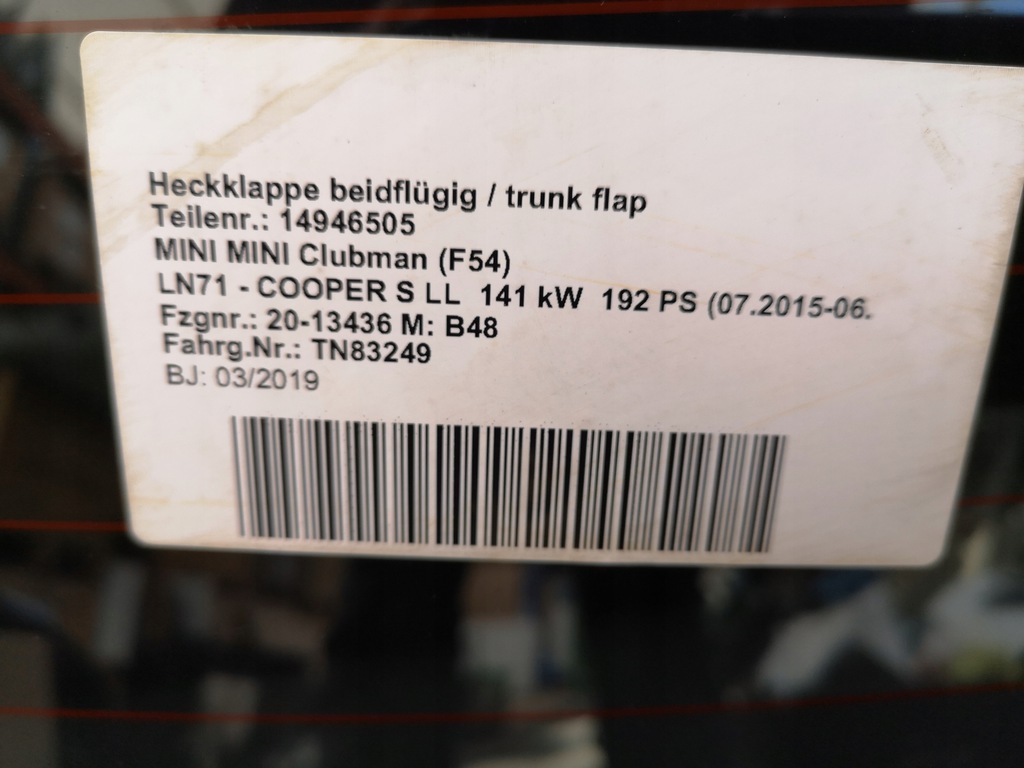 Heckklappe beidflügig / trunk flap
Teilenr.: 14946505
MINI MINI Clubman (F54)
LN71 - COOPER S LL 141 kW 192 PS (07.2015-06.
Fzgnr.: 20-13436 M: B48
Fahrg.Nr.: TN83249
BJ: 03/2019